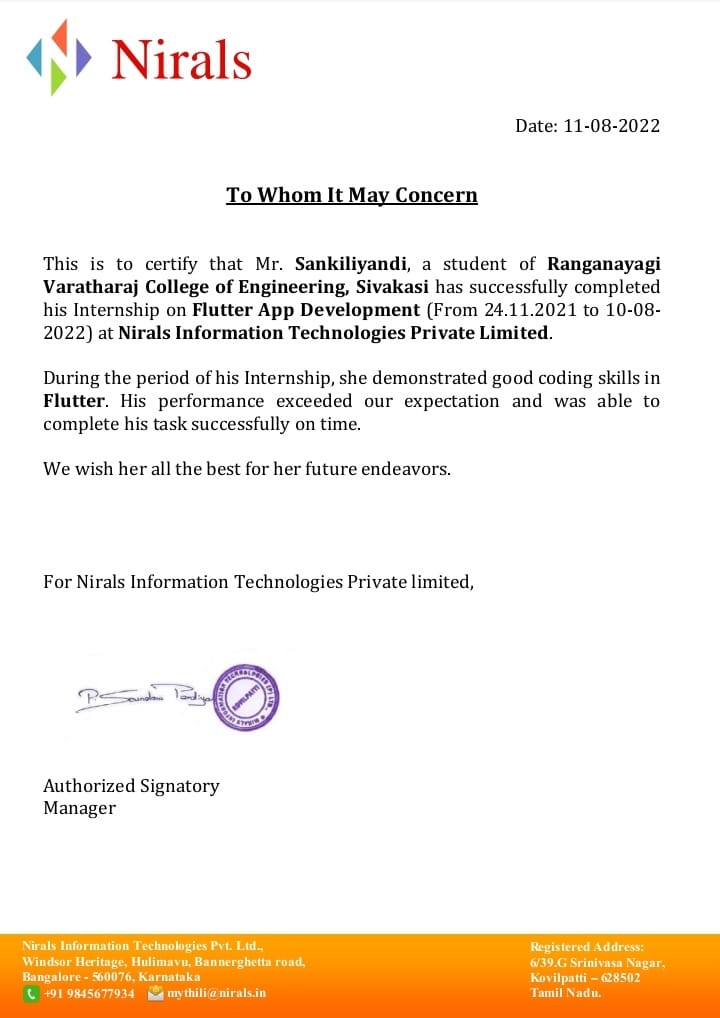 Nirals
Date: 11-08-2022
To Whom It May Concern
This is to certify that Mr. Sankiliyandi, a student of Ranganayagi
Varatharaj College of Engineering, Sivakasi has successfully completed
his Internship on Flutter App Development (From 24.11.2021 to 10-08-
2022) at Nirals Information Technologies Private Limited.
During the period of his Internship, she demonstrated good coding skills in
Flutter. His performance exceeded our expectation and was able to
complete his task successfully on time.
We wish her all the best for her future endeavors.
For Nirals Information Technologies Private limited,
P. Soundara Pandiyan
Authorized Signatory
Manager
Nirals Information Technologies Pvt. Ltd.,
Windsor Heritage, Hulimavu, Bannerghetta road,
Bangalore - 560076, Karnataka
+91 9845677934 mythili@nirals.in
Registered Address:
6/39.G Srinivasa Nagar,
Kovilpatti – 628502
Tamil Nadu.